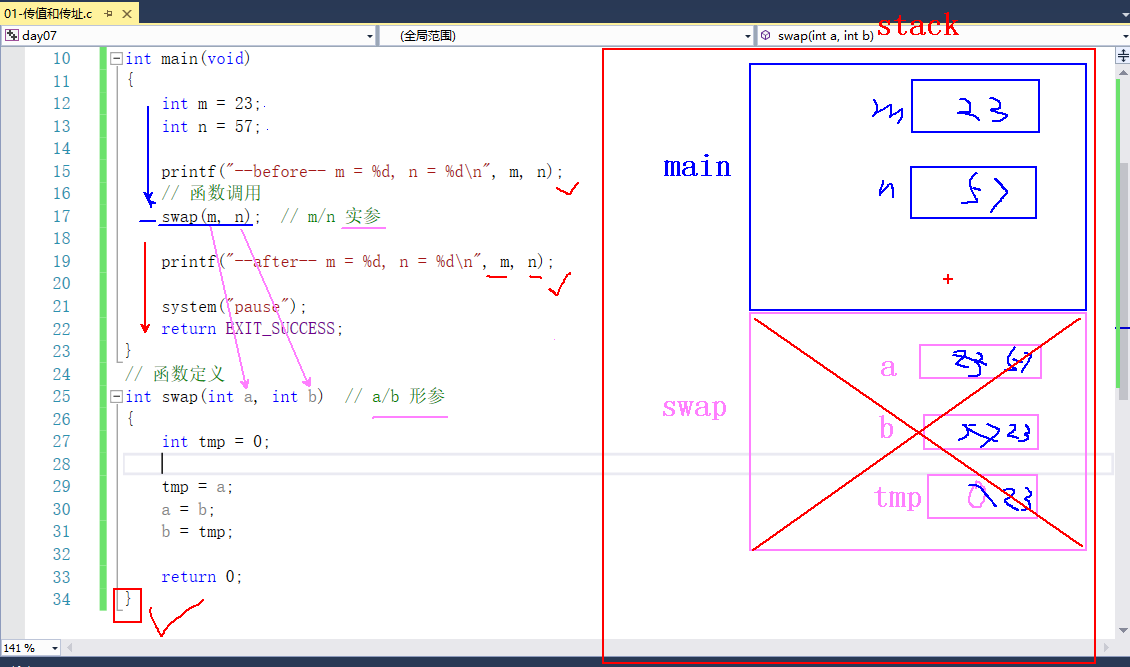 01-传值和传址.c
day07
(全局范围)
swap(int a, int b)
stack
10 int main(void)
11 {
12 int m = 23;
13 int n = 57;
14
15 printf("--before-- m = %d, n = %d\n", m, n);
16 // 函数调用
17 swap(m, n); // m/n 实参
18
19 printf("--after-- m = %d, n = %d\n", m, n);
20
21 system("pause");
22 return EXIT_SUCCESS;
23 }
24 // 函数定义
25 int swap(int a, int b) // a/b 形参
26 {
27 int tmp = 0;
28
29 tmp = a;
30 a = b;
31 b = tmp;
32
33 return 0;
34 }
141 %
main
m 23
n 57
swap
a 23 57
b 57 23
tmp 0 23